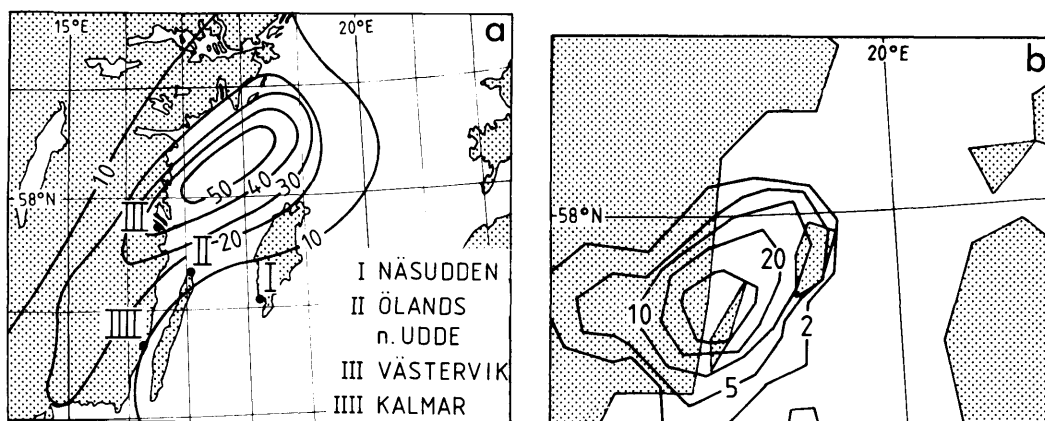 15°E
20°E
a
10
50
40
30
20
10
58°N
III
II
I
IIII
I NÄSUDDEN
II ÖLANDS
n. UDDE
III VÄSTERVIK
IIII KALMAR
20°E
b
58°N
20
10
2
5